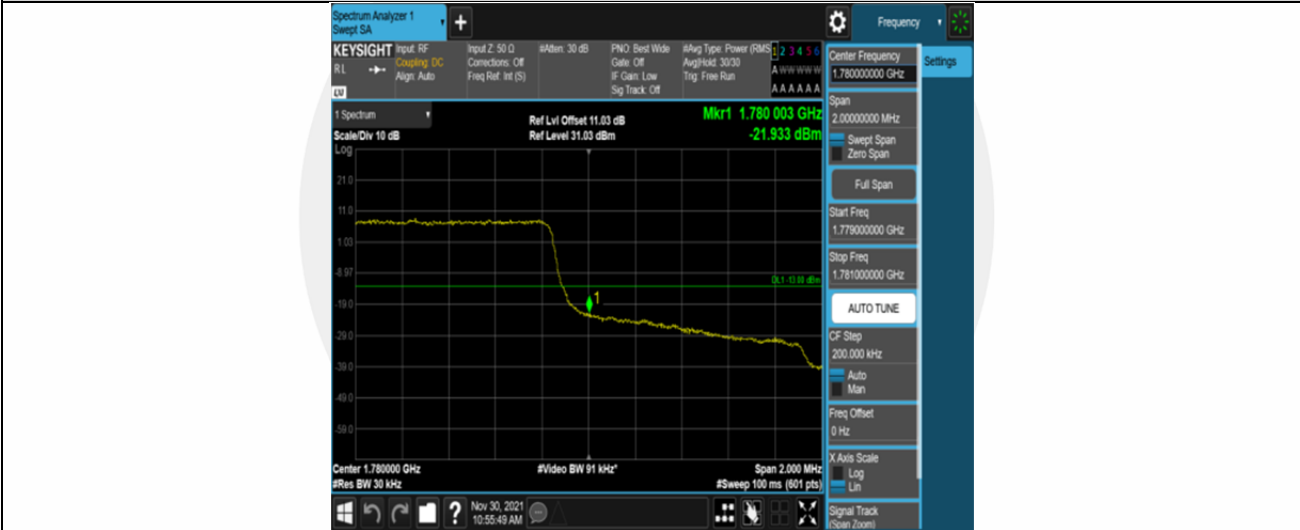 Spectrum Analyzer 1
Swept SA
+
Frequency
KEYSIGHT
RL
Input: RF
Coupling: DC
Align: Auto
Input Z: 50 Ω
Corrections: Off
Freq Ref: Int (S)
#Atten: 30 dB
PNO: Best Wide
Gate: Off
IF Gain: Low
Sig Track: Off
#Avg Type: Power (RMS
Avg|Hold: 30/30
Trig: Free Run
1 2 3 4 5 6
A W W W W W
A A A A A A
Center Frequency
1.780000000 GHz
Settings
Span
2.00000000 MHz
Swept Span
Zero Span
Full Span
Start Freq
1.779000000 GHz
Stop Freq
1.781000000 GHz
AUTO TUNE
CF Step
200.000 kHz
Auto
Man
Freq Offset
0 Hz
X Axis Scale
Log
Lin
Signal Track
(Span Zoom)
1 Spectrum
Scale/Div 10 dB
Ref Lvl Offset 11.03 dB
Ref Level 31.03 dBm
Mkr1 1.780 003 GHz
-21.933 dBm
Log
21.0
11.0
1.03
-8.97
-19.0
-29.0
-39.0
-49.0
-59.0
DL1 -13.00 dBm
1
Center 1.780000 GHz
#Res BW 30 kHz
#Video BW 91 kHz*
Span 2.000 MHz
#Sweep 100 ms (601 pts)
?
Nov 30, 2021
10:55:49 AM